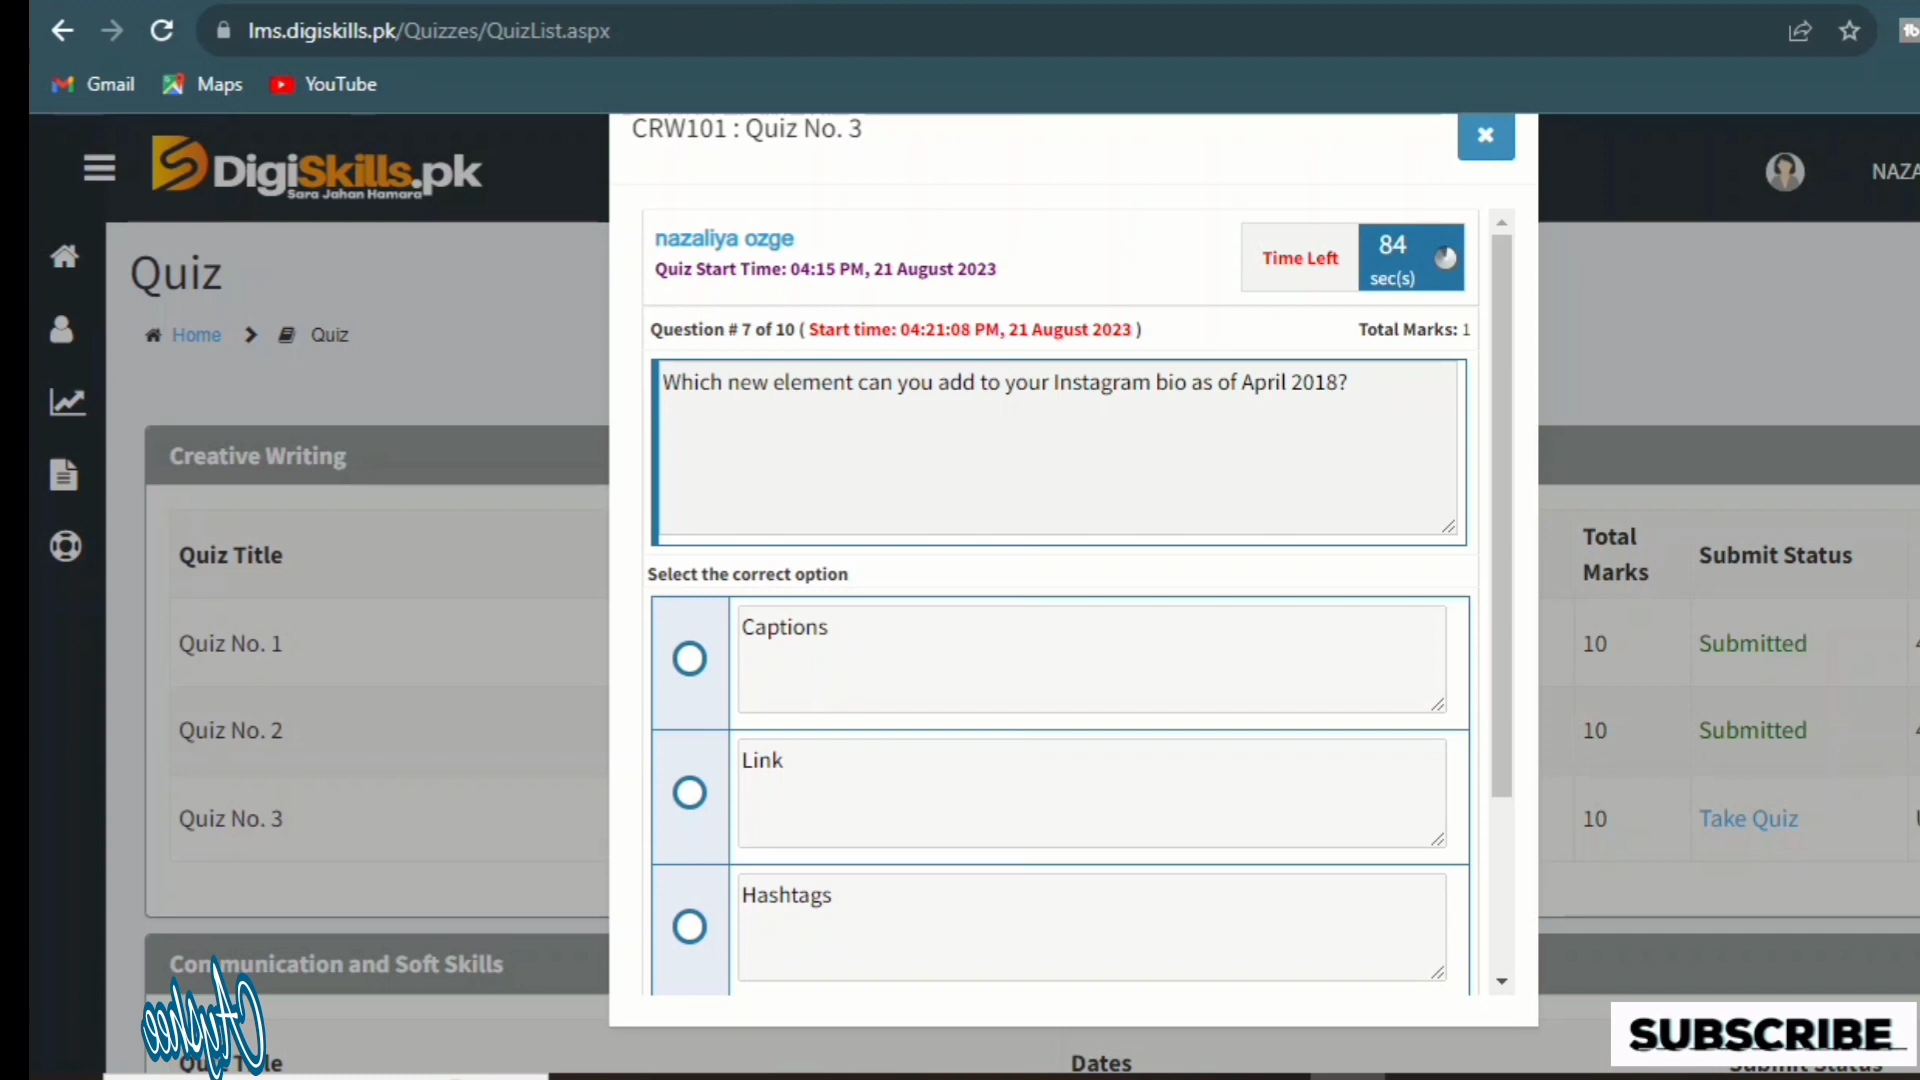 lms.digiskills.pk/Quizzes/QuizList.aspx
Gmail
Maps
YouTube
DigiSkills.pk
Sara Jahan Hamara
CRW101 : Quiz No. 3
NAZA
nazaliya ozge
Quiz Start Time: 04:15 PM, 21 August 2023
Time Left
84
sec(s)
Quiz
Home
Quiz
Question # 7 of 10 ( Start time: 04:21:08 PM, 21 August 2023 )
Total Marks: 1
Which new element can you add to your Instagram bio as of April 2018?
Select the correct option
Captions
Link
Hashtags
Creative Writing
Quiz Title
Total
Marks
Submit Status
Quiz No. 1
10
Submitted
Quiz No. 2
10
Submitted
Quiz No. 3
10
Take Quiz
Communication and Soft Skills
Quiz Title
Dates
Submit Status
SUBSCRIBE